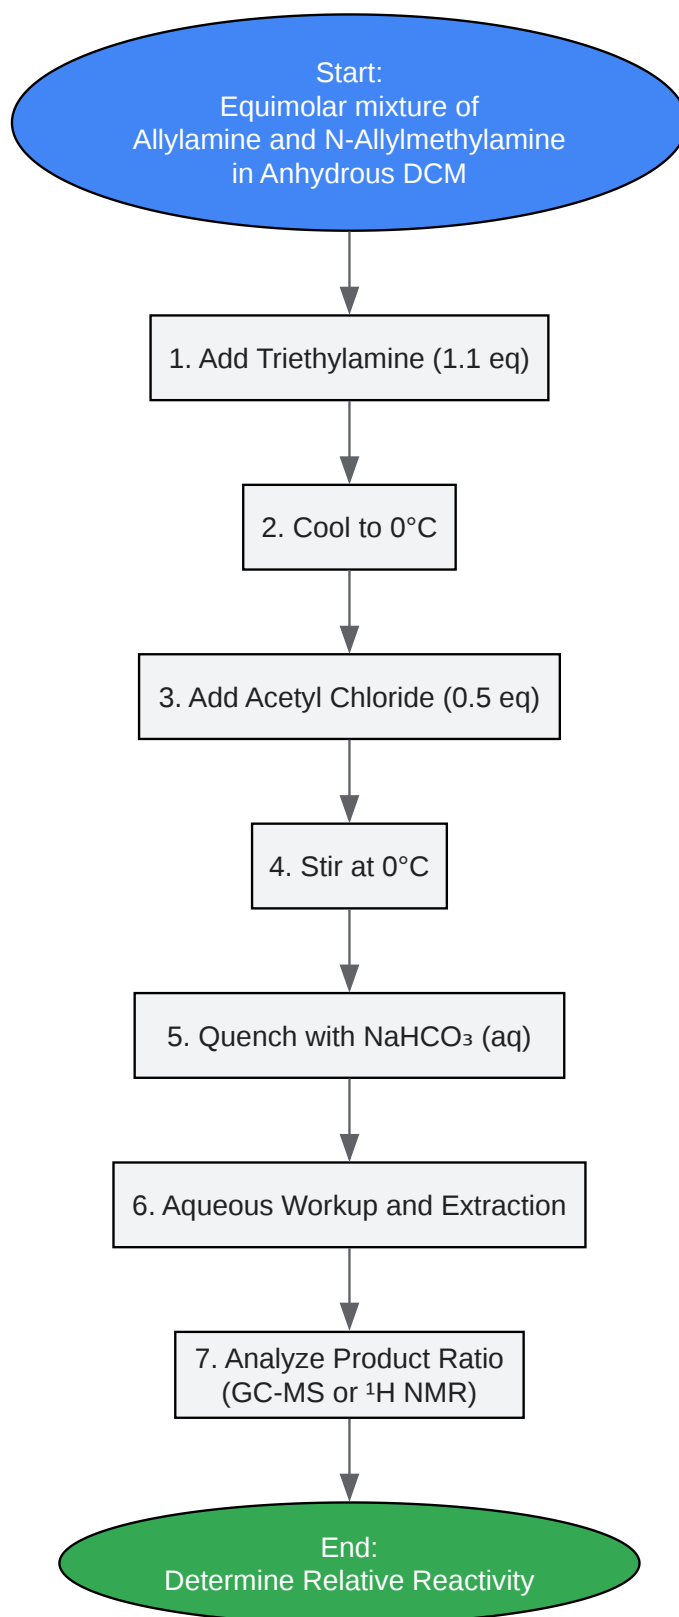 Start:
Equimolar mixture of
Allylamine and N-Allylmethylamine
in Anhydrous DCM
1. Add Triethylamine (1.1 eq)
2. Cool to 0°C
3. Add Acetyl Chloride (0.5 eq)
4. Stir at 0°C
5. Quench with NaHCO₃ (aq)
6. Aqueous Workup and Extraction
7. Analyze Product Ratio
(GC-MS or ¹H NMR)
End:
Determine Relative Reactivity